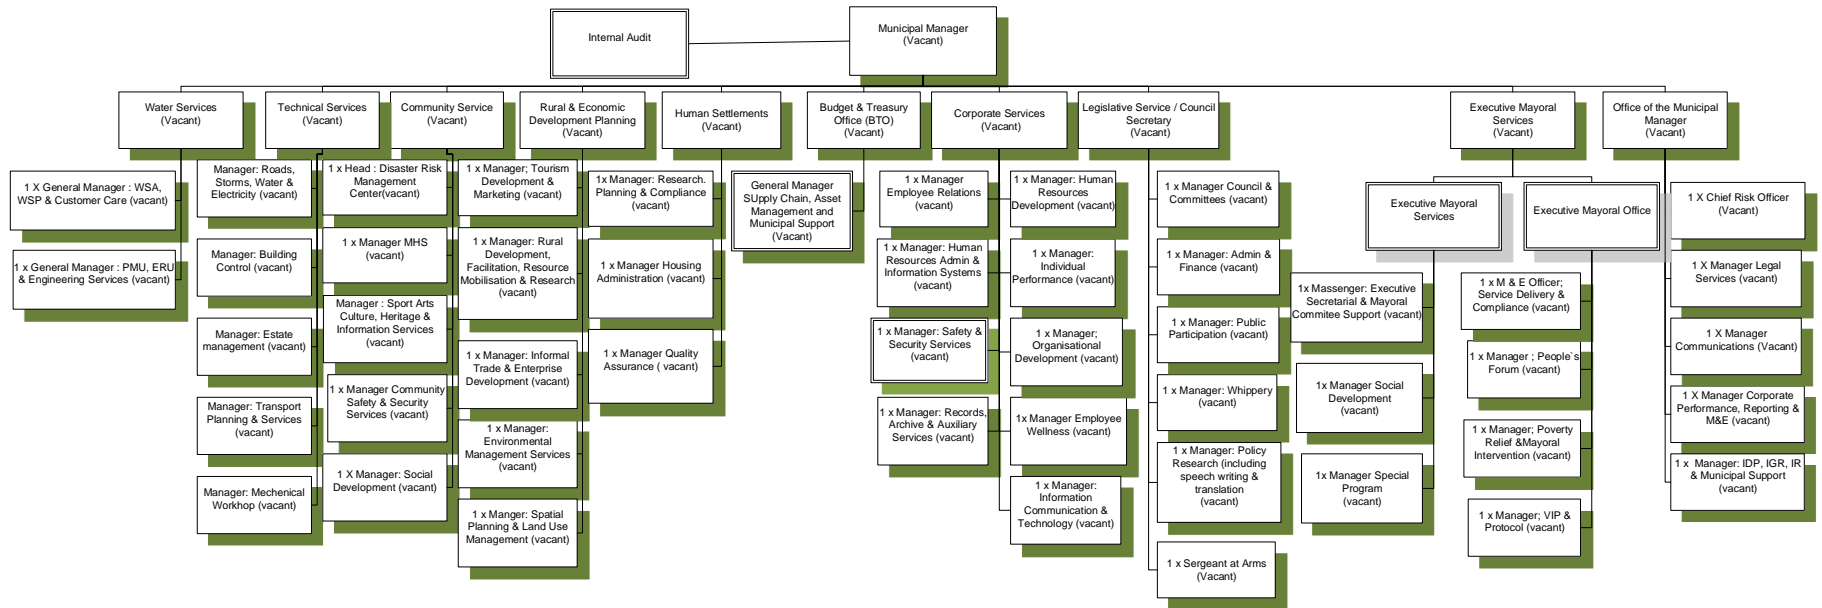 Internal Audit
Municipal Manager
(Vacant)
Water Services
(Vacant)
Technical Services
(Vacant)
Community Service
(Vacant)
Rural & Economic
Development Planning
(Vacant)
Human Settlements
(Vacant)
Budget & Treasury
Office (BTO)
(Vacant)
Corporate Services
(Vacant)
Legislative Service / Council
Secretary
(Vacant)
Executive Mayoral
Services
(Vacant)
Office of the Municipal
Manager
(Vacant)
1 X General Manager : WSA,
WSP & Customer Care (vacant)
1 x General Manager : PMU, ERU
& Engineering Services (vacant)
Manager: Roads,
Storms, Water &
Electricity (vacant)
Manager: Building
Control (vacant)
Manager: Estate
management (vacant)
Manager: Transport
Planning & Services
(vacant)
Manager: Mechenical
Workhop (vacant)
1 x Head : Disaster Risk
Management
Center(vacant)
1 x Manager MHS
(vacant)
Manager : Sport Arts
Culture, Heritage &
Information Services
(vacant)
1 x Manager Community
Safety & Security
Services (vacant)
1 X Manager: Social
Development (vacant)
1 x Manager; Tourism
Development &
Marketing (vacant)
1 x Manager: Rural
Development,
Facilitation, Resource
Mobilisation & Research
(vacant)
1 x Manager: Informal
Trade & Enterprise
Development (vacant)
1 x Manager:
Environmental
Management Services
(vacant)
1 x Manger: Spatial
Planning & Land Use
Management (vacant)
1x Manager: Research.
Planning & Compliance
(vacant)
1 x Manager Housing
Administration (vacant)
1 x Manager Quality
Assurance ( vacant)
General Manager
SUpply Chain, Asset
Management and
Municipal Support
(Vacant)
1 x Manager
Employee Relations
(vacant)
1 x Manager: Human
Resources Admin &
Information Systems
(vacant)
1 x Manager: Safety &
Security Services
(vacant)
1 x Manager: Records,
Archive & Auxiliary
Services (vacant)
1 x Manager: Human
Resources
Development (vacant)
1 x Manager:
Individual
Performance (vacant)
1 x Manager;
Organisational
Development (vacant)
1x Manager Employee
Wellness (vacant)
1 x Manager:
Information
Communication &
Technology (vacant)
1 x Manager Council &
Committees (vacant)
1 x Manager: Admin &
Finance (vacant)
1 x Manager: Public
Participation (vacant)
1 x Manager: Whippery
(vacant)
1 x Manager: Policy
Research (including
speech writing &
translation)
(vacant)
1 x Sergeant at Arms
(Vacant)
Executive Mayoral
Services
1x Massenger: Executive
Secretarial & Mayoral
Commitee Support (vacant)
1x Manager Social
Development
(vacant)
1x Manager Special
Program
(vacant)
Executive Mayoral Office
1 x M & E Officer;
Service Delivery &
Compliance (vacant)
1 x Manager ; People`s
Forum (vacant)
1 x Manager; Poverty
Relief &Mayoral
Intervention (vacant)
1 x Manager; VIP &
Protocol (vacant)
1 X Chief Risk Officer
(Vacant)
1 X Manager Legal
Services (vacant)
1 X Manager
Communications (Vacant)
1 X Manager Corporate
Performance, Reporting &
M&E (vacant)
1 x  Manager: IDP, IGR, IR
& Municipal Support
(vacant)